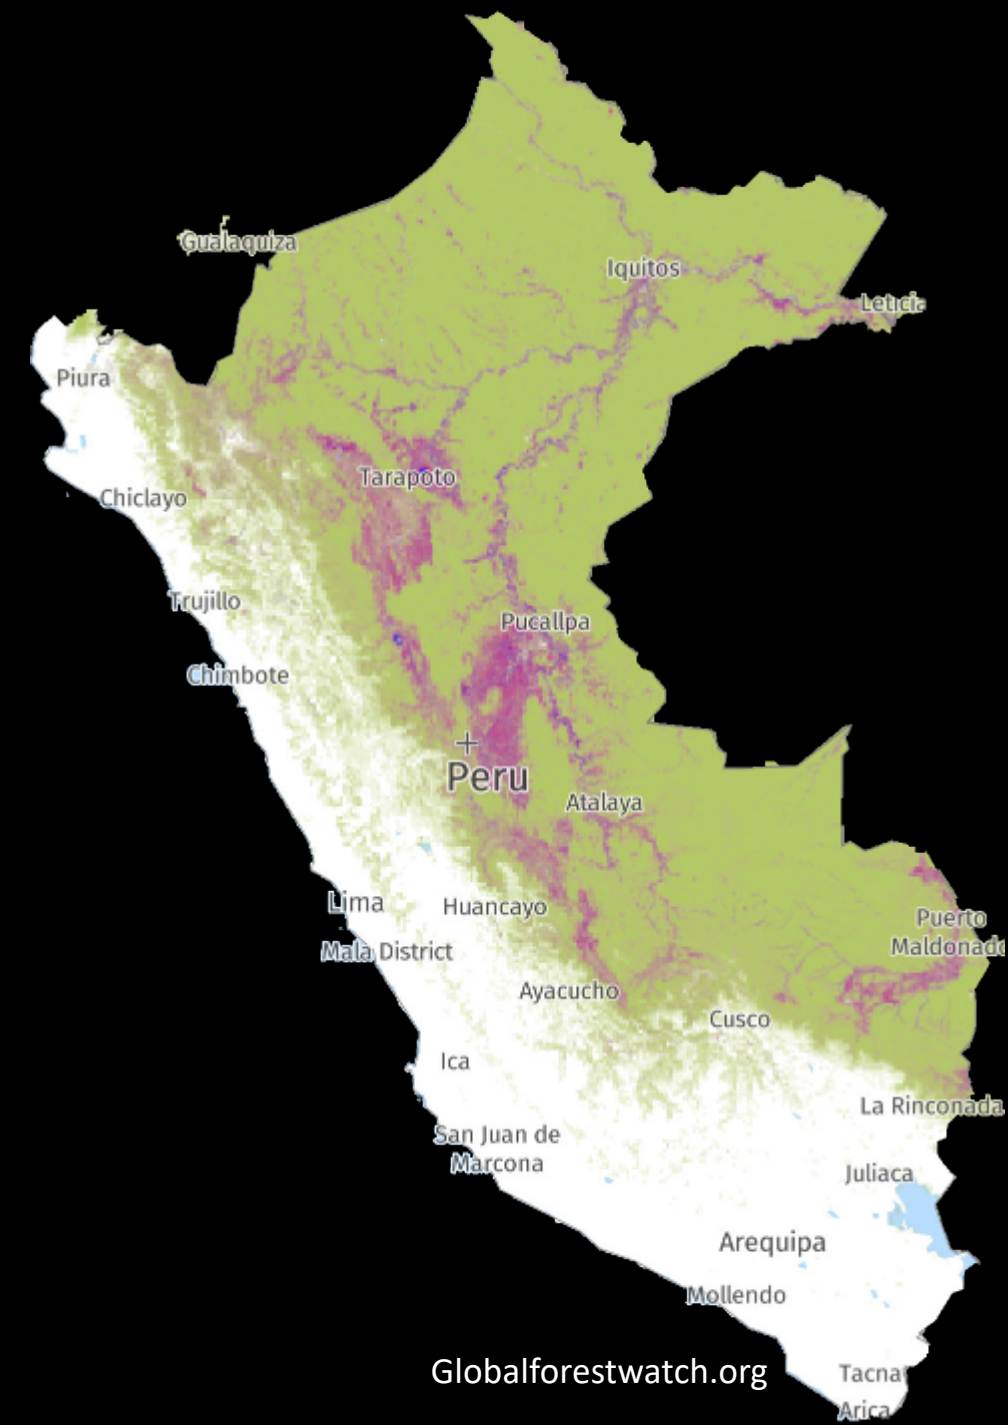 Gualaquiza
Iquitos
Leticia
Piura
Tarapoto
Chiclayo
Trujillo
Pucallpa
Chimbote
Peru
Atalaya
Lima
Huancayo
Puerto
Maldonado
Mala District
Ayacucho
Cusco
Ica
La Rinconada
San Juan de
Marcona
Juliaca
Arequipa
Mollendo
Globalforestwatch.org
Tacna
Arica